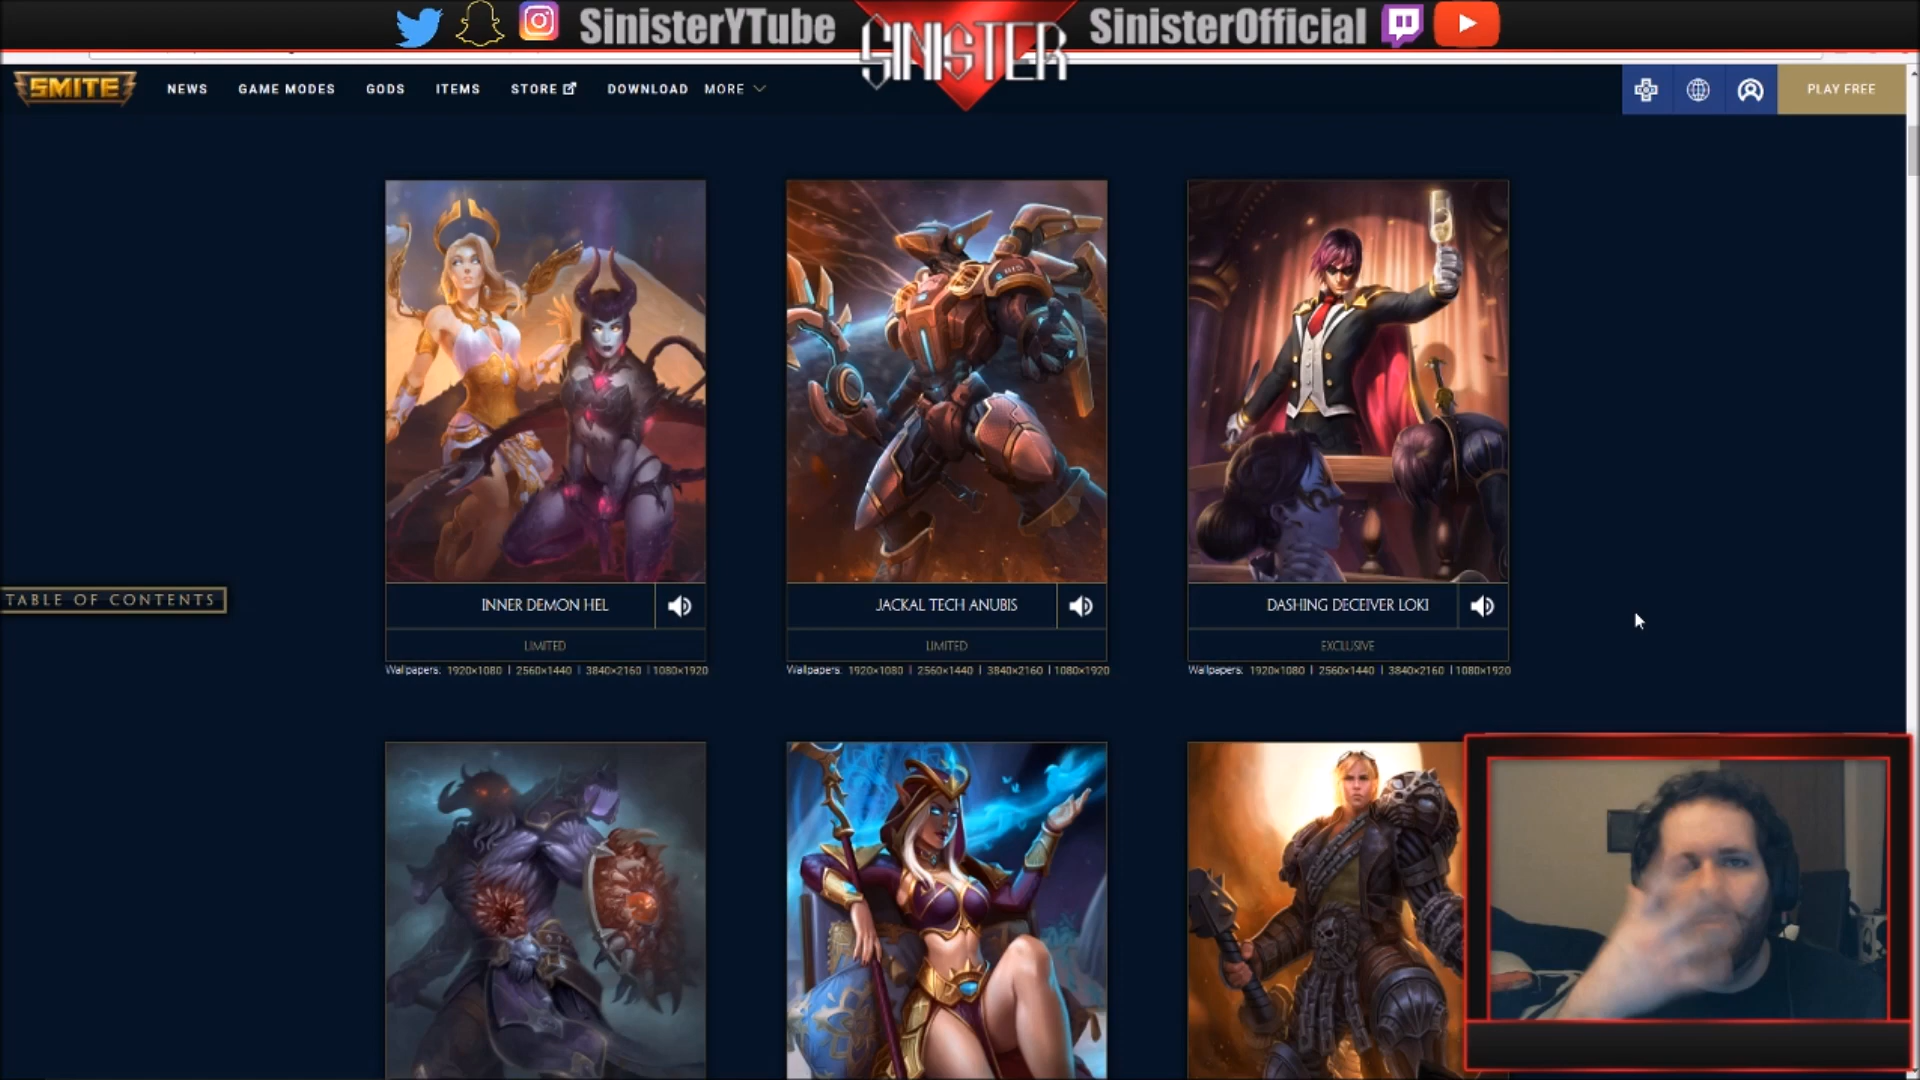 SinisterYTube
SINISTER
SinisterOfficial
SMITE
NEWS
GAME MODES
GODS
ITEMS
STORE
DOWNLOAD
MORE
PLAY FREE
TABLE OF CONTENTS
INNER DEMON HEL
JACKAL TECH ANUBIS
DASHING DECEIVER LOKI
LIMITED
LIMITED
EXCLUSIVE
Wallpapers: 1920×1080 | 2560×1440 | 3840×2160 | 1080×1920
Wallpapers: 1920×1080 | 2560×1440 | 3840×2160 | 1080×1920
Wallpapers: 1920×1080 | 2560×1440 | 3840×2160 | 1080×1920